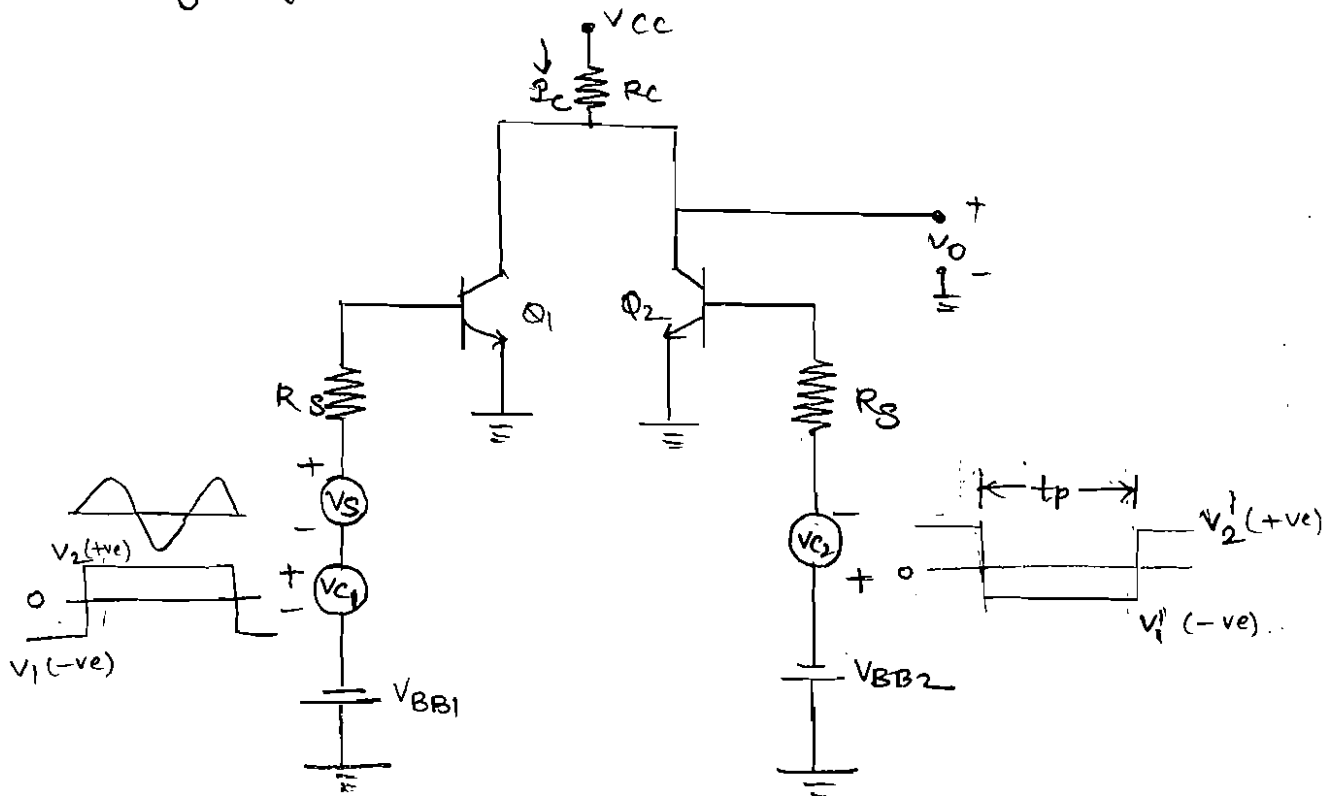 VCC
IC
RC
+
VO
-
Q1
Q2
RS
RS
+
VS
-
+
VC1
-
V2(+ve)
0
V1(-ve)
VBB1
-
VC2
+
VBB2
tp
0
V2' (+ve)
V1' (-ve)